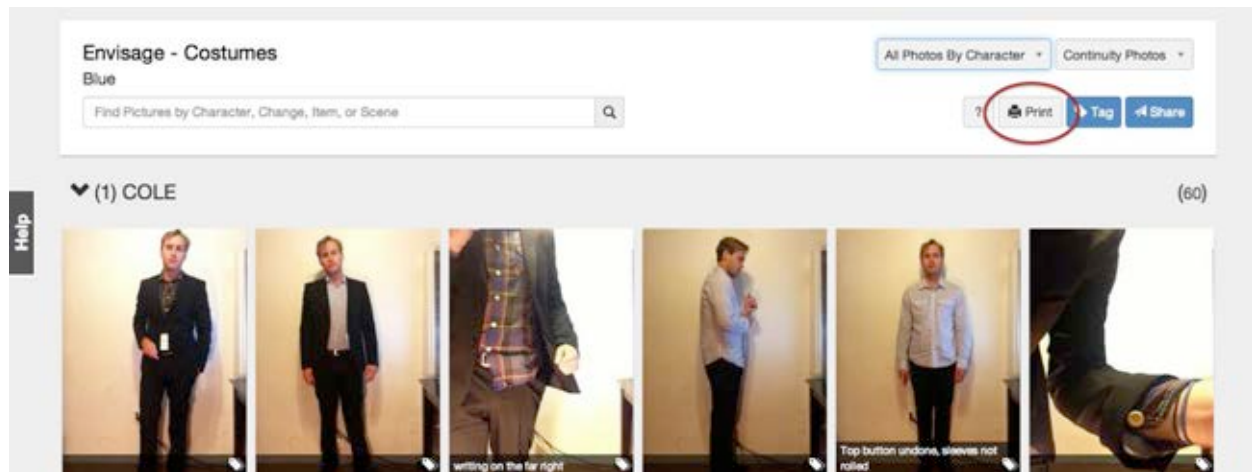 Envisage - Costumes
All Photos By Character
Continuity Photos
Blue
Find Pictures by Character, Change, Item, or Scene
?
Print
Tag
Share
Help
(1) COLE
(60)
writing on the far right
Top button undone, sleeves not
rolled